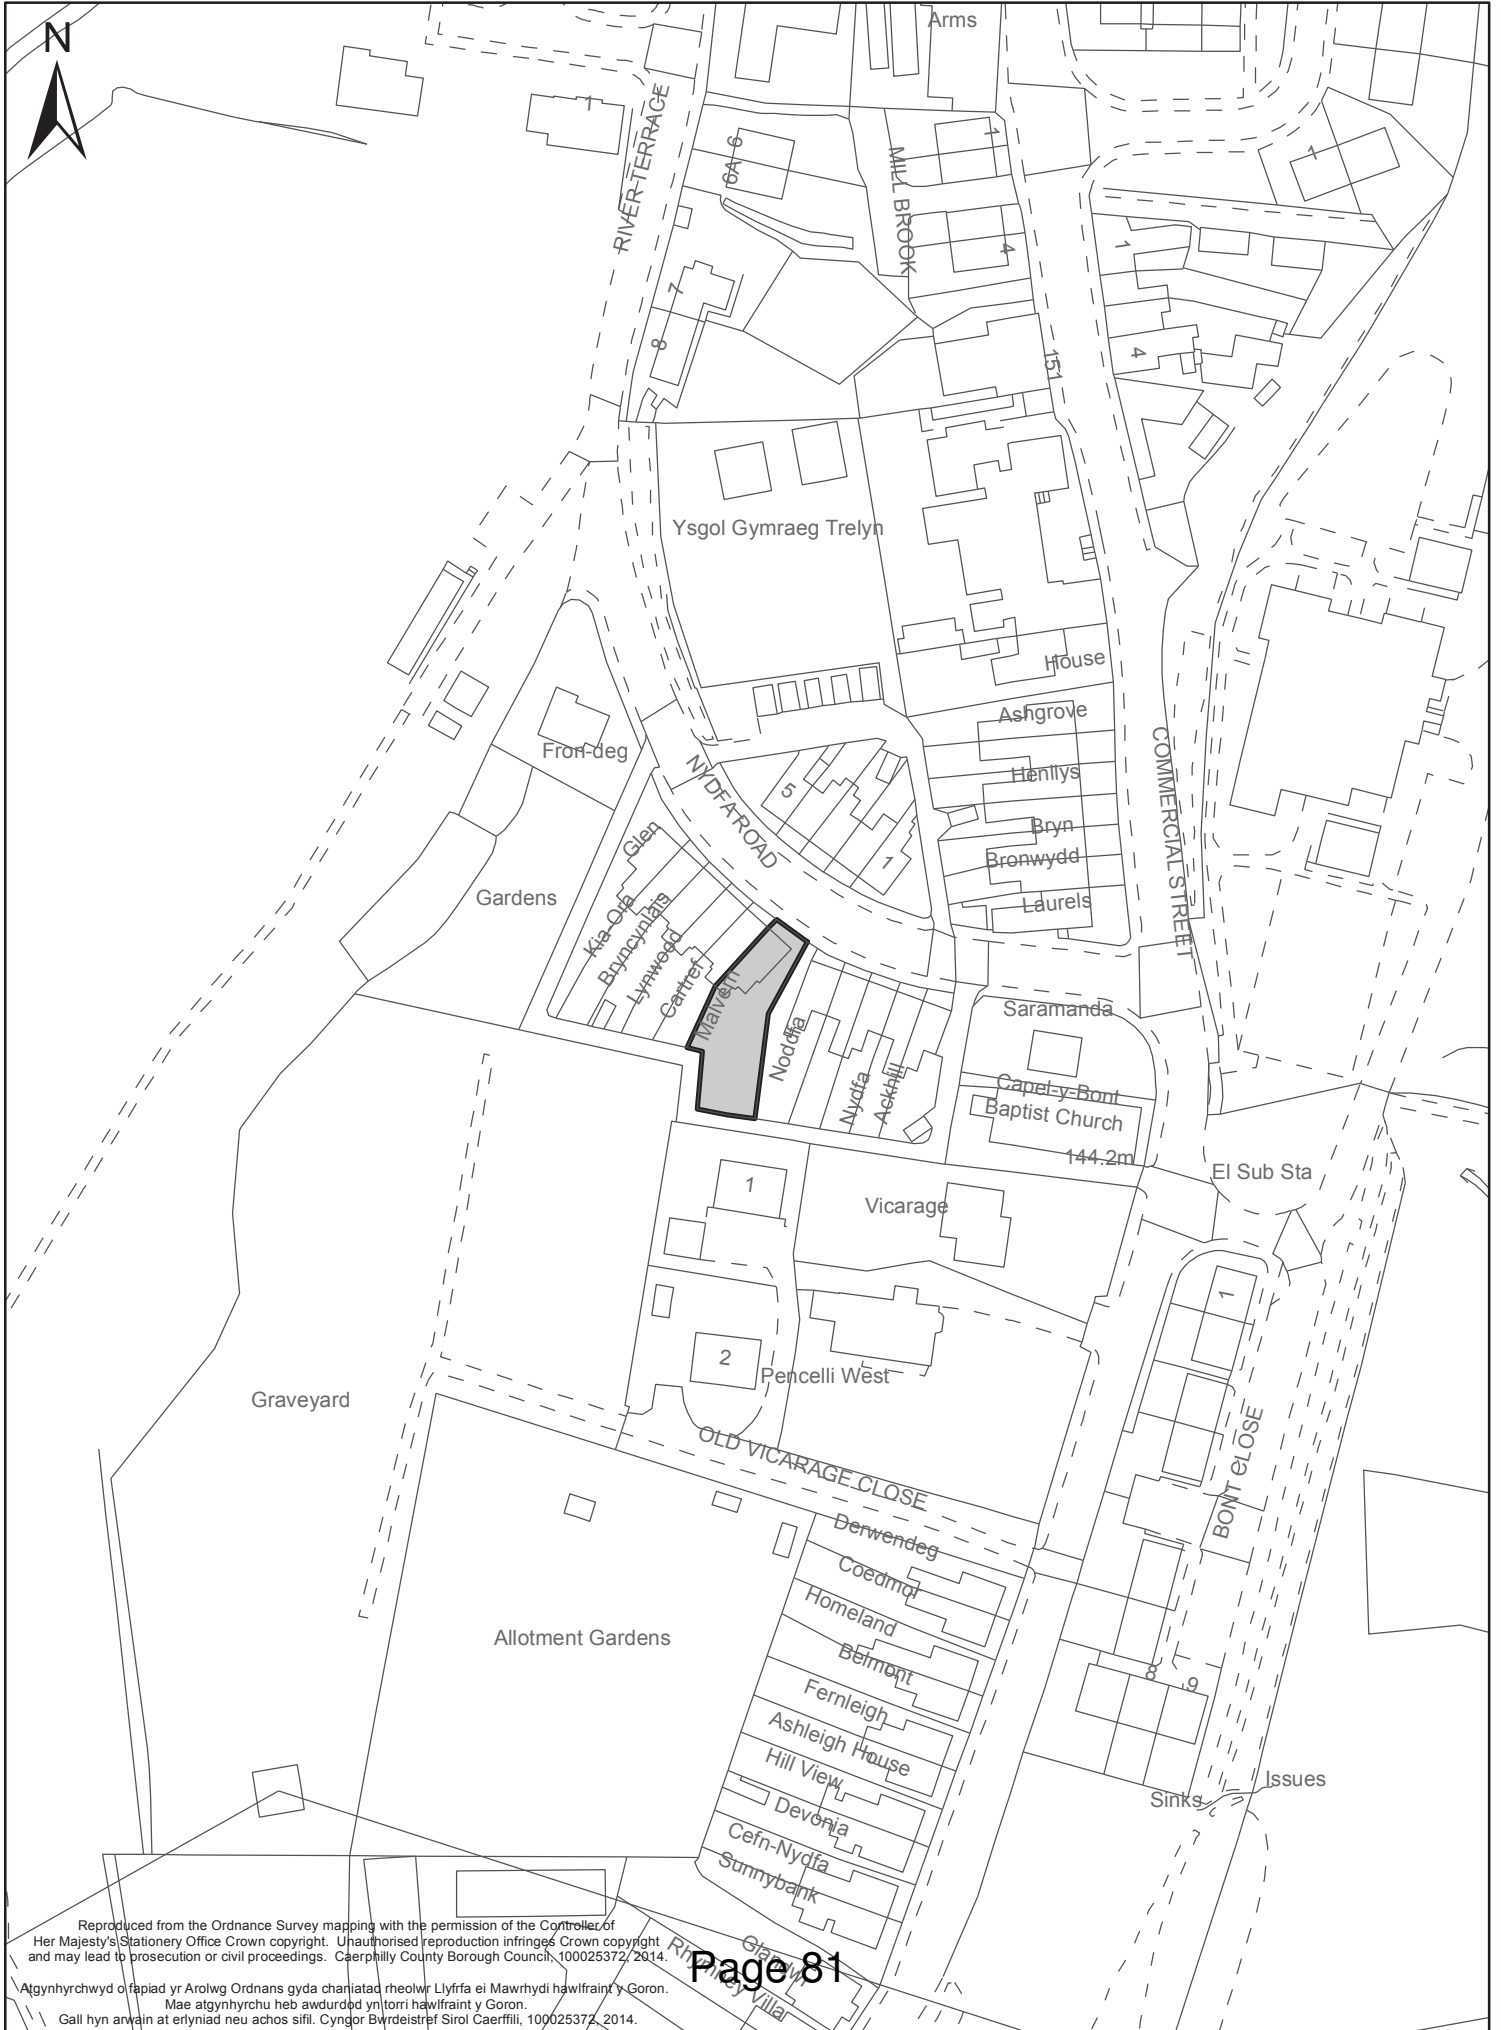 Arms
N
1
RIVER TERRACE
6
6A
MILL BROOK
1
1
4
1
7
8
151
4
Ysgol Gymraeg Trelyn
House
Ashgrove
Fron-deg
NYDFA ROAD
COMMERCIAL STREET
Henllys
5
Bryn
Glen
1
Bronwydd
Gardens
Laurels
Kia-Ora
Bryncynlais
Lynwood
Cartref
Malvern
Noddfa
Saramanda
Nydfa
Ackhill
Capel-y-Bont
Baptist Church
144.2m
El Sub Sta
1
Vicarage
1
2
Pencelli West
Graveyard
OLD VICARAGE CLOSE
BONT CLOSE
Derwendeg
Coedmor
Homeland
Allotment Gardens
Belmont
8
9
Fernleigh
Ashleigh House
Hill View
Issues
Sinks
Devonia
Cefn-Nydfa
Sunnybank
Reproduced from the Ordnance Survey mapping with the permission of the Controller of
Her Majesty's Stationery Office Crown copyright. Unauthorised reproduction infringes Crown copyright
and may lead to prosecution or civil proceedings. Caerphilly County Borough Council, 100025372, 2014.
Rhymney Villa
Page 81
Atgynhyrchwyd o fapiad yr Arolwg Ordnans gyda chaniatad rheolwr Llyfrfa ei Mawrhydi hawlfraint y Goron.
Mae atgynhyrchu heb awdurdod yn torri hawlfraint y Goron.
Gall hyn arwain at erlyniad neu achos sifil. Cyngor Bwrdeistref Sirol Caerffili, 100025372, 2014.